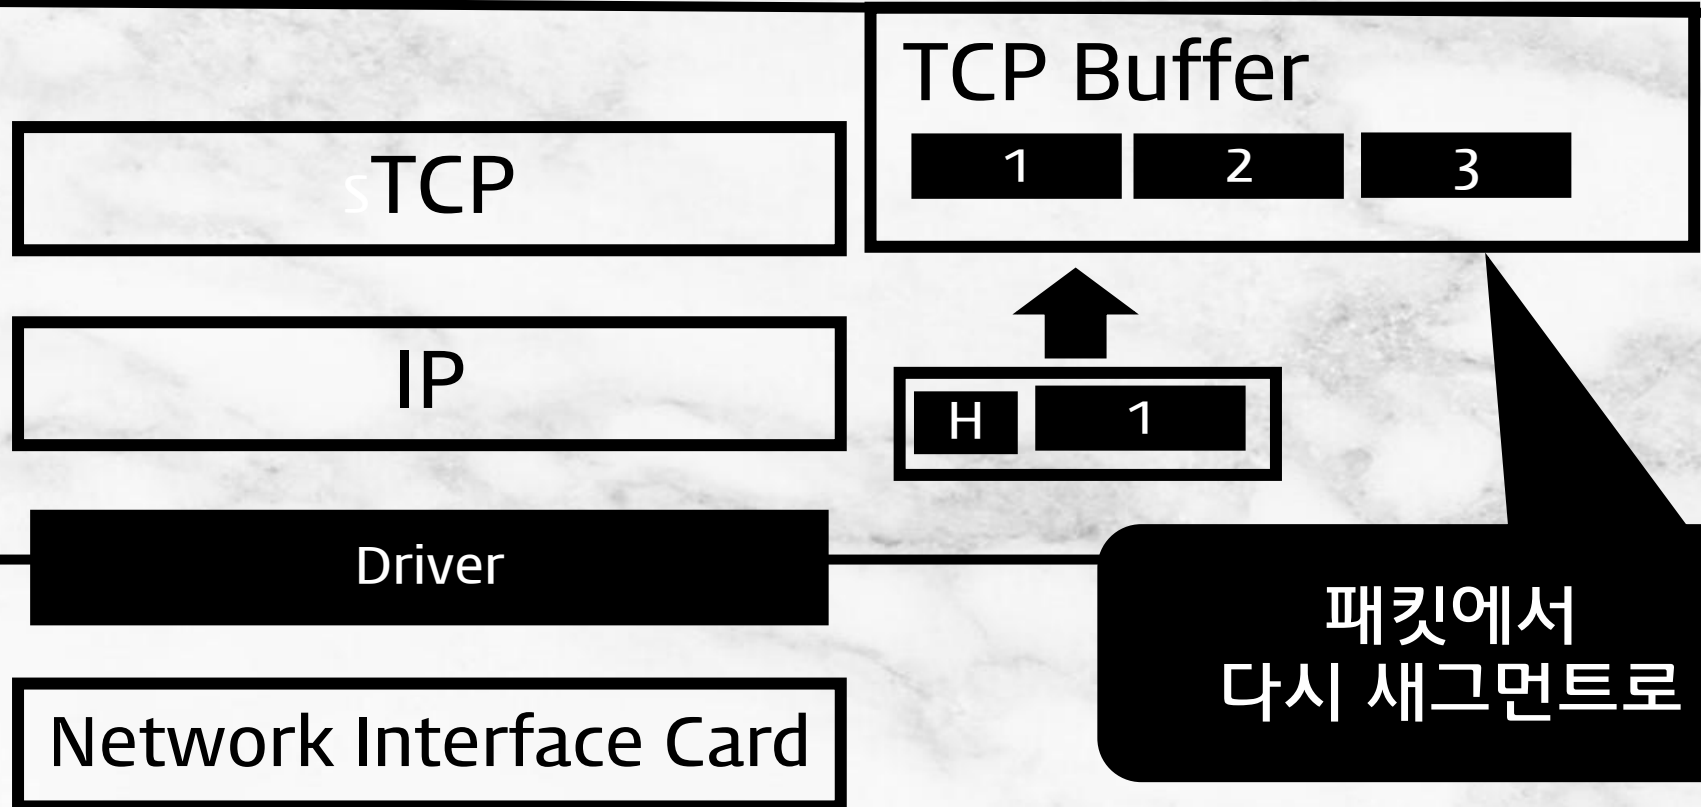 TCP Buffer
1 2 3
sTCP
IP
H 1
Driver
패킷에서
다시 새그먼트로
Network Interface Card